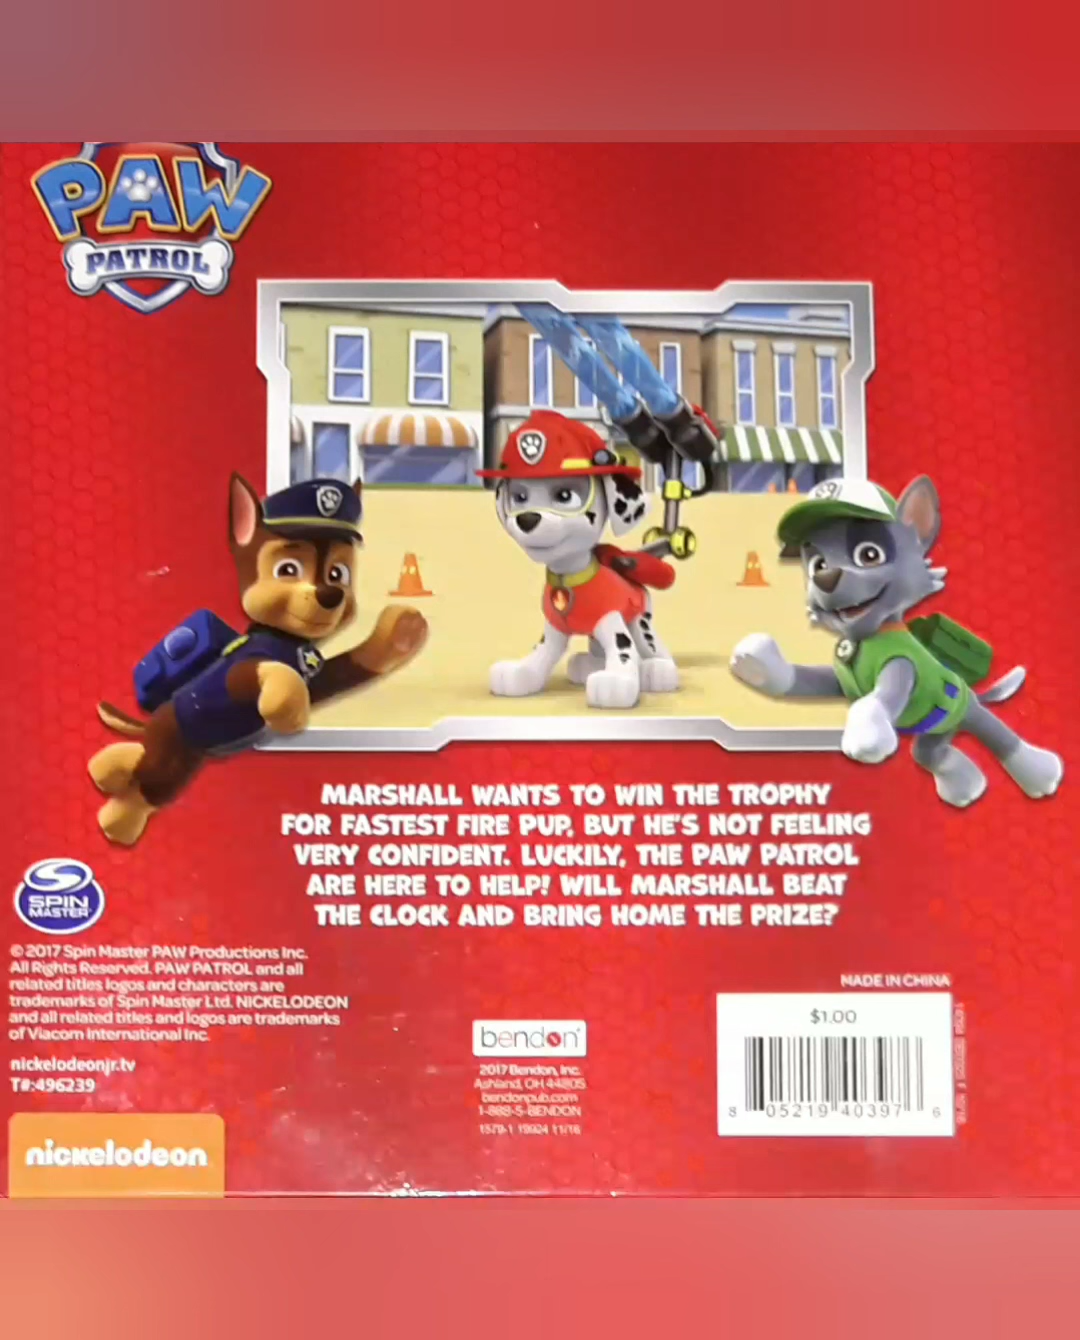 PAW
PATROL
MARSHALL WANTS TO WIN THE TROPHY
FOR FASTEST FIRE PUP, BUT HE'S NOT FEELING
VERY CONFIDENT. LUCKILY, THE PAW PATROL
ARE HERE TO HELP! WILL MARSHALL BEAT
THE CLOCK AND BRING HOME THE PRIZE?
SPIN
MASTER
© 2017 Spin Master PAW Productions Inc.
All Rights Reserved. PAW PATROL and all
related titles logos and characters are
trademarks of Spin Master Ltd. NICKELODEON
and all related titles and logos are trademarks
of Viacom International Inc.
nickelodeonjr.tv
T#:496239
nickelodeon
bendon
2017 Bendon, Inc.
Ashland, OH 44805
bendonpub.com
1-888-5-BENDON
11/16
MADE IN CHINA
$1.00
8 05219 40397 6